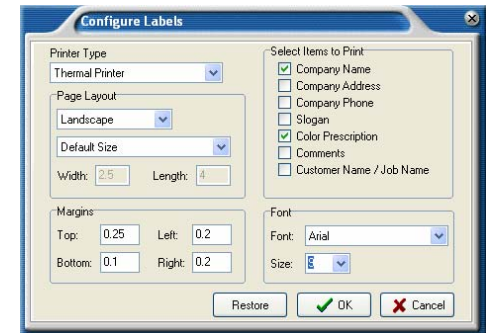 Configure Labels
Printer Type
Thermal Printer
Page Layout
Landscape
Default Size
Width: 2.5 Length: 4
Margins
Top: 0.25 Left: 0.2
Bottom: 0.1 Right: 0.2
Select Items to Print
Company Name
Company Address
Company Phone
Slogan
Color Prescription
Comments
Customer Name / Job Name
Font
Font: Arial
Size:
Restore OK Cancel